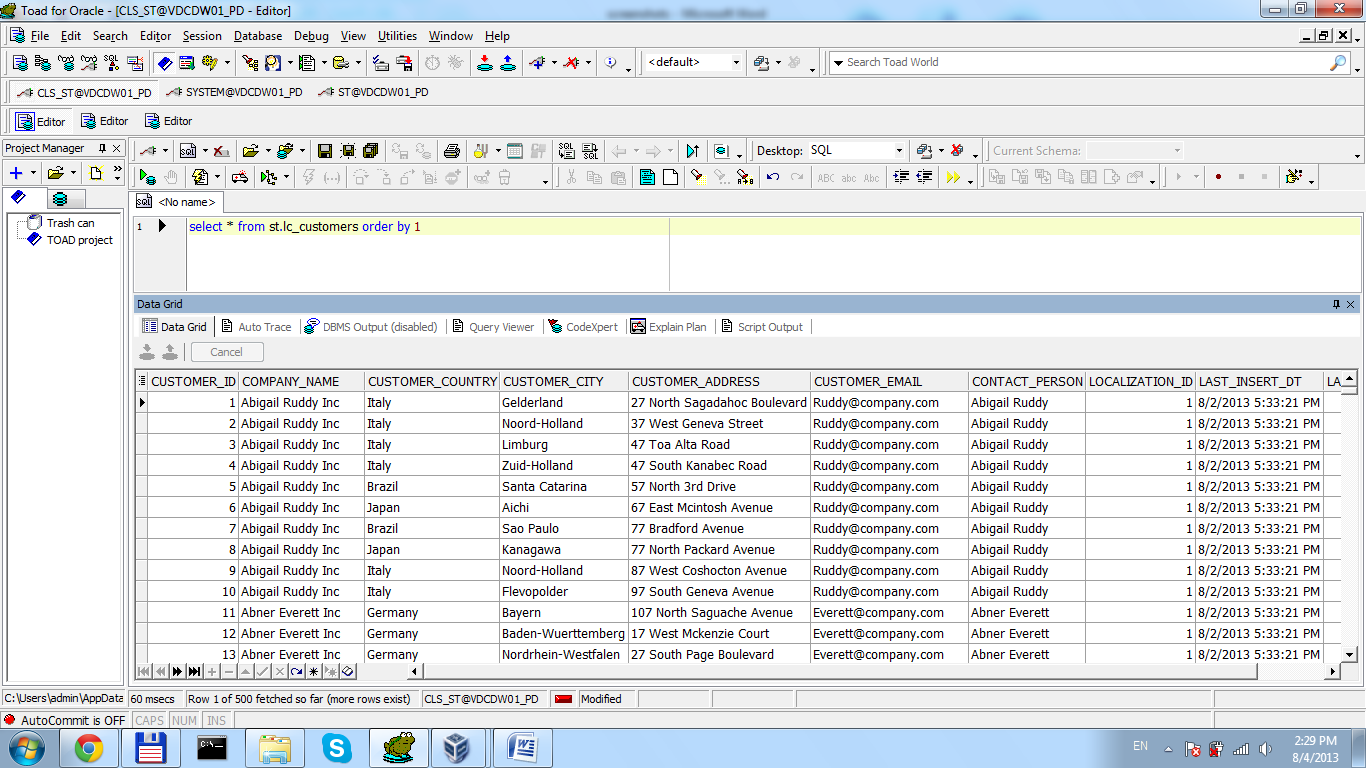 Toad for Oracle - [CLS_ST@VDCDW01_PD - Editor]
File Edit Search Editor Session Database Debug View Utilities Window Help
<default> Search Toad World
CLS_ST@VDCDW01_PD SYSTEM@VDCDW01_PD ST@VDCDW01_PD
Editor Editor Editor
Project Manager
Desktop: SQL Current Schema:
SQL SQL
ABC abc Abc
sql <No name>
Trash can
TOAD project
1 select * from st.lc_customers order by 1
Data Grid
Data Grid Auto Trace DBMS Output (disabled) Query Viewer CodeXpert Explain Plan Script Output
Cancel
CUSTOMER_ID COMPANY_NAME CUSTOMER_COUNTRY CUSTOMER_CITY CUSTOMER_ADDRESS CUSTOMER_EMAIL CONTACT_PERSON LOCALIZATION_ID LAST_INSERT_DT LA
1 Abigail Ruddy Inc Italy Gelderland 27 North Sagadahoc Boulevard Ruddy@company.com Abigail Ruddy 1 8/2/2013 5:33:21 PM
2 Abigail Ruddy Inc Italy Noord-Holland 37 West Geneva Street Ruddy@company.com Abigail Ruddy 1 8/2/2013 5:33:21 PM
3 Abigail Ruddy Inc Italy Limburg 47 Toa Alta Road Ruddy@company.com Abigail Ruddy 1 8/2/2013 5:33:21 PM
4 Abigail Ruddy Inc Italy Zuid-Holland 47 South Kanabec Road Ruddy@company.com Abigail Ruddy 1 8/2/2013 5:33:21 PM
5 Abigail Ruddy Inc Brazil Santa Catarina 57 North 3rd Drive Ruddy@company.com Abigail Ruddy 1 8/2/2013 5:33:21 PM
6 Abigail Ruddy Inc Japan Aichi 67 East Mcintosh Avenue Ruddy@company.com Abigail Ruddy 1 8/2/2013 5:33:21 PM
7 Abigail Ruddy Inc Brazil Sao Paulo 77 Bradford Avenue Ruddy@company.com Abigail Ruddy 1 8/2/2013 5:33:21 PM
8 Abigail Ruddy Inc Japan Kanagawa 77 North Packard Avenue Ruddy@company.com Abigail Ruddy 1 8/2/2013 5:33:21 PM
9 Abigail Ruddy Inc Italy Noord-Holland 87 West Coshocton Avenue Ruddy@company.com Abigail Ruddy 1 8/2/2013 5:33:21 PM
10 Abigail Ruddy Inc Italy Flevopolder 97 South Geneva Avenue Ruddy@company.com Abigail Ruddy 1 8/2/2013 5:33:21 PM
11 Abner Everett Inc Germany Bayern 107 North Saguache Avenue Everett@company.com Abner Everett 1 8/2/2013 5:33:21 PM
12 Abner Everett Inc Germany Baden-Wuerttemberg 17 West Mckenzie Court Everett@company.com Abner Everett 1 8/2/2013 5:33:21 PM
13 Abner Everett Inc Germany Nordrhein-Westfalen 27 South Page Boulevard Everett@company.com Abner Everett 1 8/2/2013 5:33:21 PM
C:\Users\admin\AppData 60 msecs Row 1 of 500 fetched so far (more rows exist) CLS_ST@VDCDW01_PD Modified
AutoCommit is OFF CAPS NUM INS
EN 2:29 PM
8/4/2013